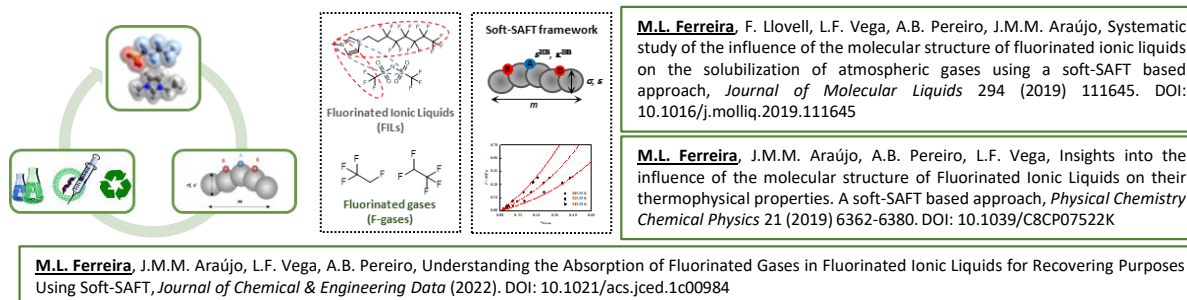 Soft-SAFT framework
B
A
B
σ, ε
m
Fluorinated Ionic Liquids
(FILs)
F
F
F
F
F
F
F
F
F
F
Fluorinated gases
(F-gases)
σ, ε
m
M.L. Ferreira, F. Llovell, L.F. Vega, A.B. Pereiro, J.M.M. Araújo, Systematic
study of the influence of the molecular structure of fluorinated ionic liquids
on the solubilization of atmospheric gases using a soft-SAFT based
approach, Journal of Molecular Liquids 294 (2019) 111645. DOI:
10.1016/j.molliq.2019.111645
M.L. Ferreira, J.M.M. Araújo, A.B. Pereiro, L.F. Vega, Insights into the
influence of the molecular structure of Fluorinated Ionic Liquids on their
thermophysical properties. A soft-SAFT based approach, Physical Chemistry
Chemical Physics 21 (2019) 6362-6380. DOI: 10.1039/C8CP07522K
M.L. Ferreira, J.M.M. Araújo, L.F. Vega, A.B. Pereiro, Understanding the Absorption of Fluorinated Gases in Fluorinated Ionic Liquids for Recovering Purposes
Using Soft-SAFT, Journal of Chemical & Engineering Data (2022). DOI: 10.1021/acs.jced.1c00984